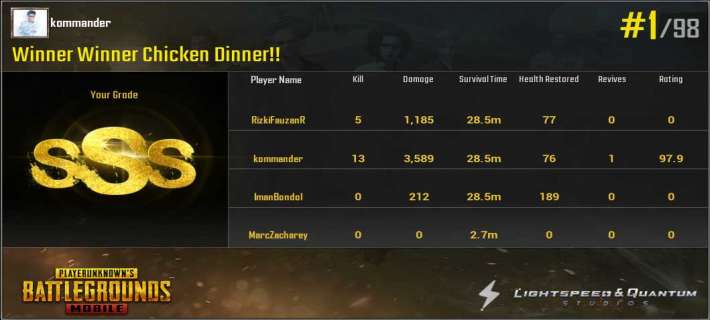 kommander
#1/98
Winner Winner Chicken Dinner!!
Your Grade
SSS
Player Name Kill Damage Survival Time Health Restored Revives Rating
RizkiFauzanR 5 1,185 28.5m 77 0 0
kommander 13 3,589 28.5m 76 1 97.9
ImanBondol 0 212 28.5m 189 0 0
MarcZacharey 0 0 2.7m 0 0 0
PLAYERUNKNOWN'S
BATTLEGROUNDS
MOBILE
LIGHTSPEED & QUANTUM
STUDIOS